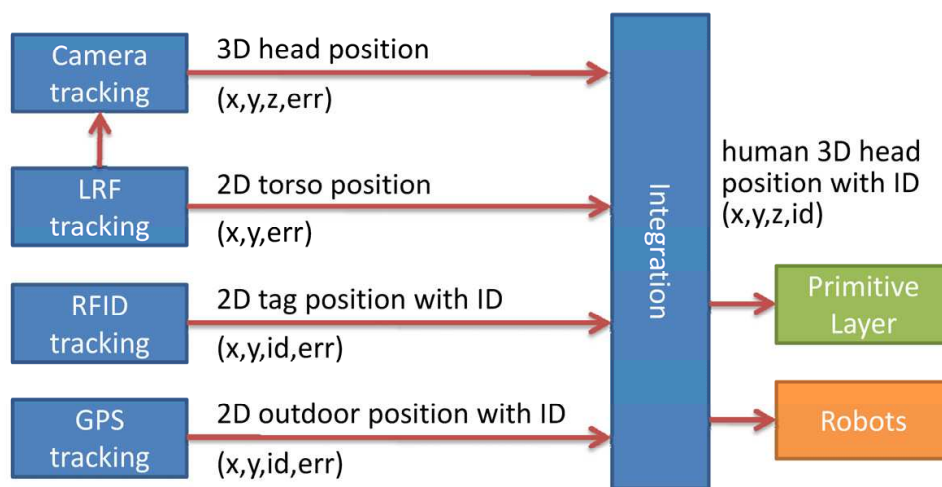 Camera
tracking
3D head position
(x,y,z,err)
LRF
tracking
2D torso position
(x,y,err)
RFID
tracking
2D tag position with ID
(x,y,id,err)
GPS
tracking
2D outdoor position with ID
(x,y,id,err)
Integration
human 3D head
position with ID
(x,y,z,id)
Primitive
Layer
Robots